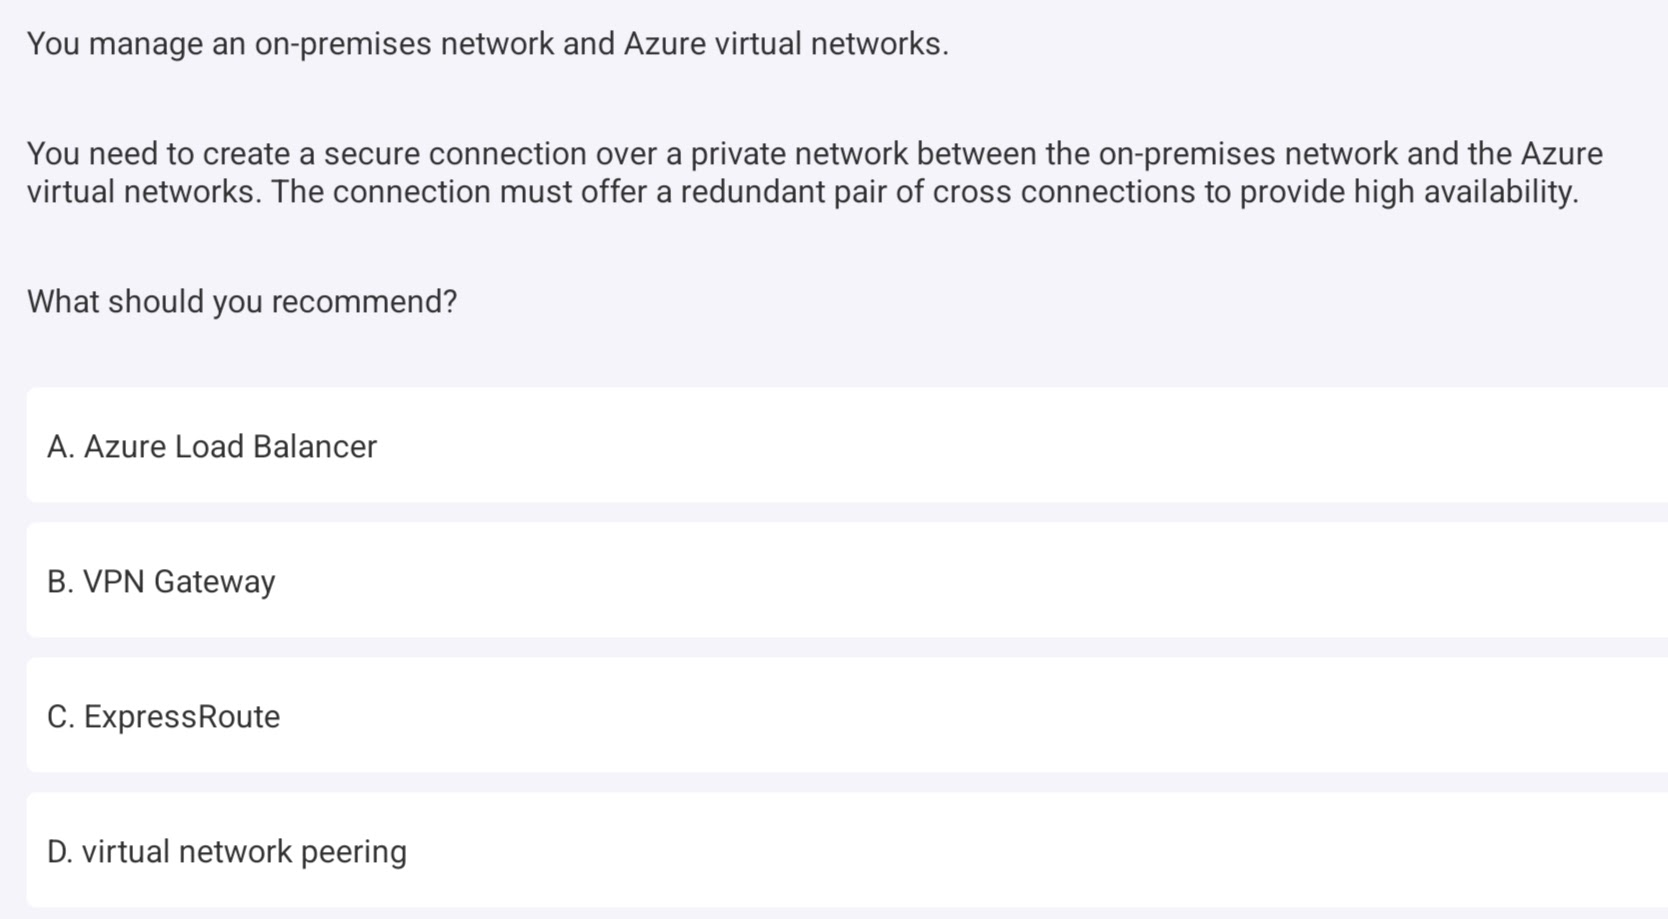 You manage an on-premises network and Azure virtual networks.
You need to create a secure connection over a private network between the on-premises network and the Azure
virtual networks. The connection must offer a redundant pair of cross connections to provide high availability.
What should you recommend?
A. Azure Load Balancer
B. VPN Gateway
C. ExpressRoute
D. virtual network peering